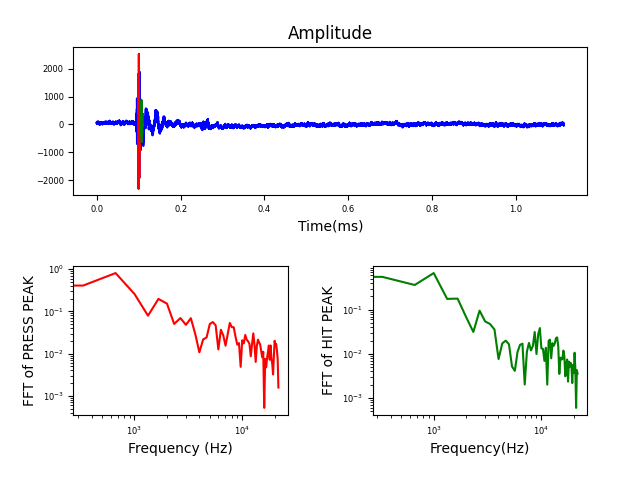 Amplitude
2000
1000
0
−1000
−2000
0.0 0.2 0.4 0.6 0.8 1.0
Time(ms)
FFT of PRESS PEAK
10⁰
10⁻¹
10⁻²
10⁻³
10³ 10⁴
Frequency (Hz)
FFT of HIT PEAK
10⁻¹
10⁻²
10⁻³
10³ 10⁴
Frequency(Hz)